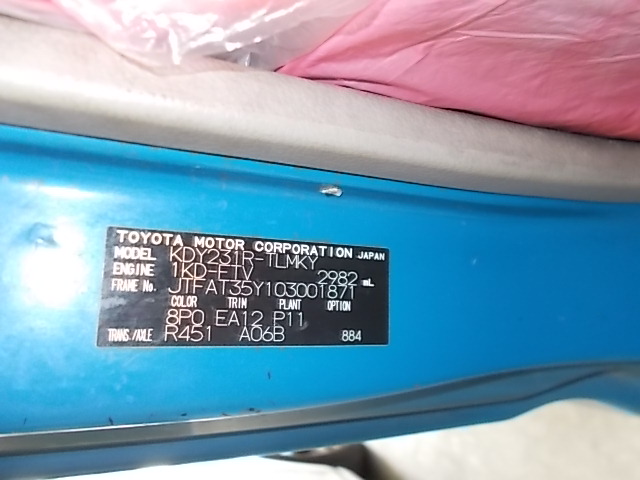 TOYOTA MOTOR CORPORATION JAPAN
MODEL KDY231R-TLMKY
ENGINE 1KD-FTV 2982 mL
FRAME No. JTFAT35Y103001871
COLOR TRIM PLANT OPTION
8P0 EA12 P11
TRANS./AXLE R451 A06B 884